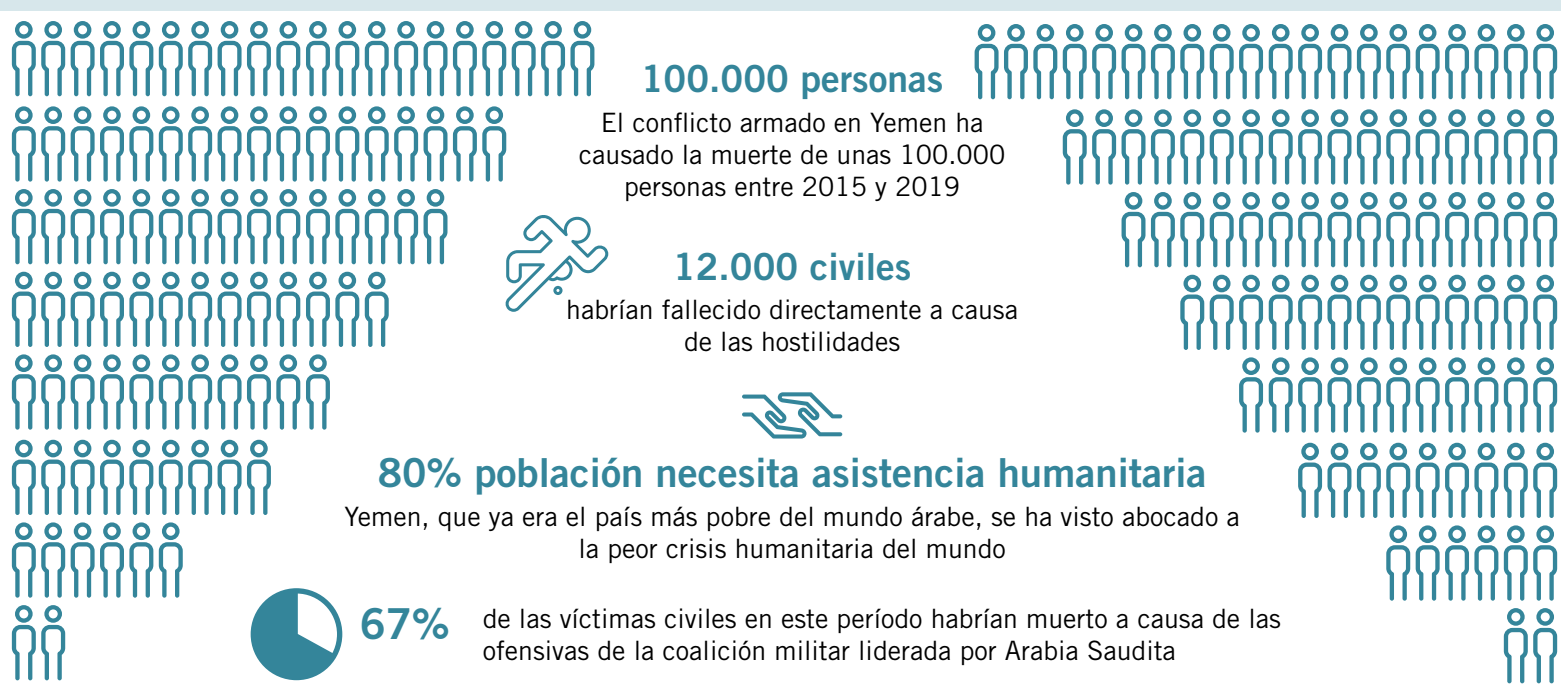 100.000 personas
El conflicto armado en Yemen ha
causado la muerte de unas 100.000
personas entre 2015 y 2019
12.000 civiles
habrían fallecido directamente a causa
de las hostilidades
80% población necesita asistencia humanitaria
Yemen, que ya era el país más pobre del mundo árabe, se ha visto abocado a
la peor crisis humanitaria del mundo
67%
de las víctimas civiles en este período habrían muerto a causa de las
ofensivas de la coalición militar liderada por Arabia Saudita